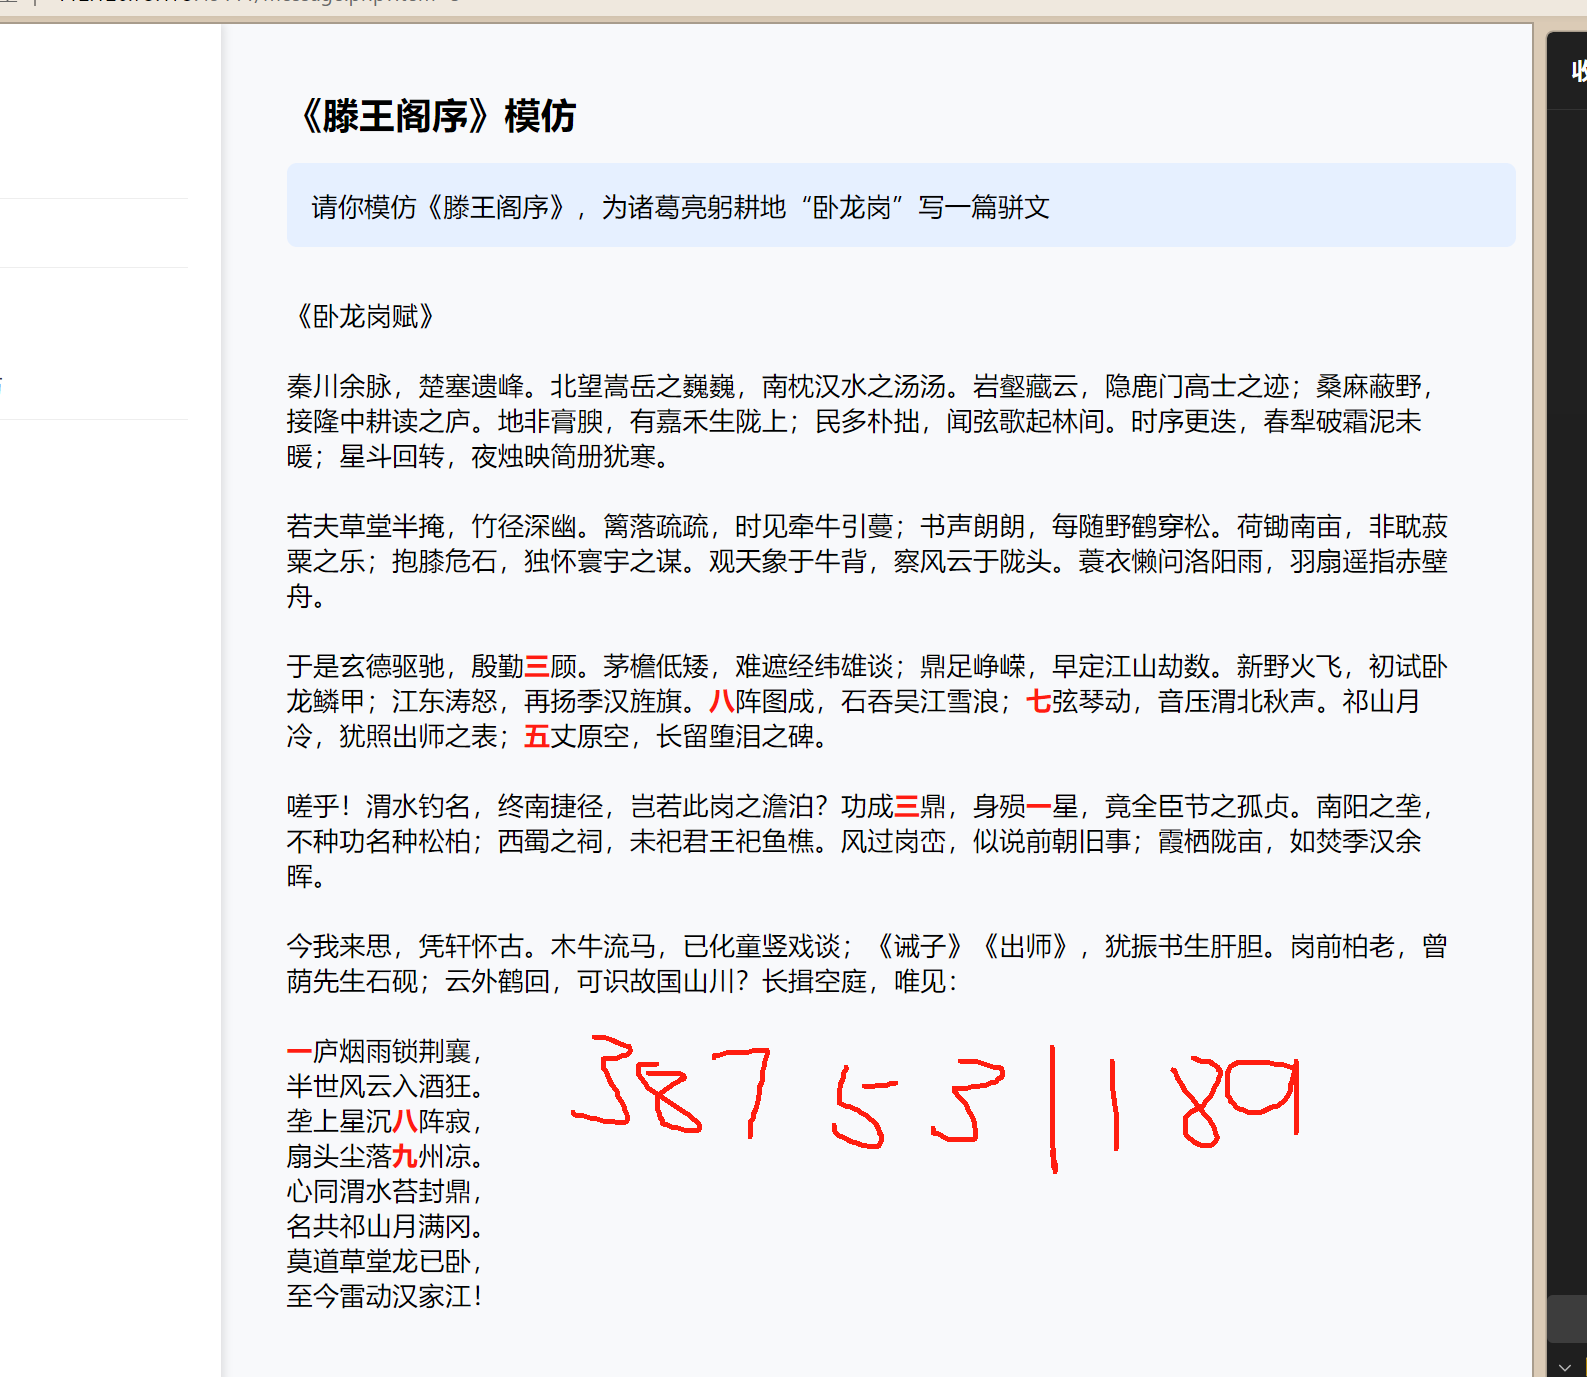 《滕王阁序》模仿
请你模仿《滕王阁序》，为诸葛亮躬耕地“卧龙岗”写一篇骈文
《卧龙岗赋》
秦川余脉，楚塞遗峰。北望嵩岳之巍巍，南枕汉水之汤汤。岩壑藏云，隐鹿门高士之迹；桑麻蔽野，
接隆中耕读之庐。地非膏腴，有嘉禾生陇上；民多朴拙，闻弦歌起林间。时序更迭，春犁破霜泥未
暖；星斗回转，夜烛映简册犹寒。
若夫草堂半掩，竹径深幽。篱落疏疏，时见牵牛引蔓；书声朗朗，每随野鹤穿松。荷锄南亩，非耽菽
粟之乐；抱膝危石，独怀寰宇之谋。观天象于牛背，察风云于陇头。蓑衣懒问洛阳雨，羽扇遥指赤壁
舟。
于是玄德驱驰，殷勤三顾。茅檐低矮，难遮经纬雄谈；鼎足峥嵘，早定江山劫数。新野火飞，初试卧
龙鳞甲；江东涛怒，再扬季汉旌旗。八阵图成，石吞吴江雪浪；七弦琴动，音压渭北秋声。祁山月
冷，犹照出师之表；五丈原空，长留堕泪之碑。
嗟乎！渭水钓名，终南捷径，岂若此岗之澹泊？功成三鼎，身殒一星，竟全臣节之孤贞。南阳之垄，
不种功名种松柏；西蜀之祠，未祀君王祀鱼樵。风过岗峦，似说前朝旧事；霞栖陇亩，如焚季汉余
晖。
今我来思，凭轩怀古。木牛流马，已化童竖戏谈；《诫子》《出师》，犹振书生肝胆。岗前柏老，曾
荫先生石砚；云外鹤回，可识故国山川？长揖空庭，唯见：
一庐烟雨锁荆襄，
半世风云入酒狂。
垄上星沉八阵寂，
扇头尘落九州凉。
心同渭水苔封鼎，
名共祁山月满冈。
莫道草堂龙已卧，
至今雷动汉家江！
387 5 3 1 1 89